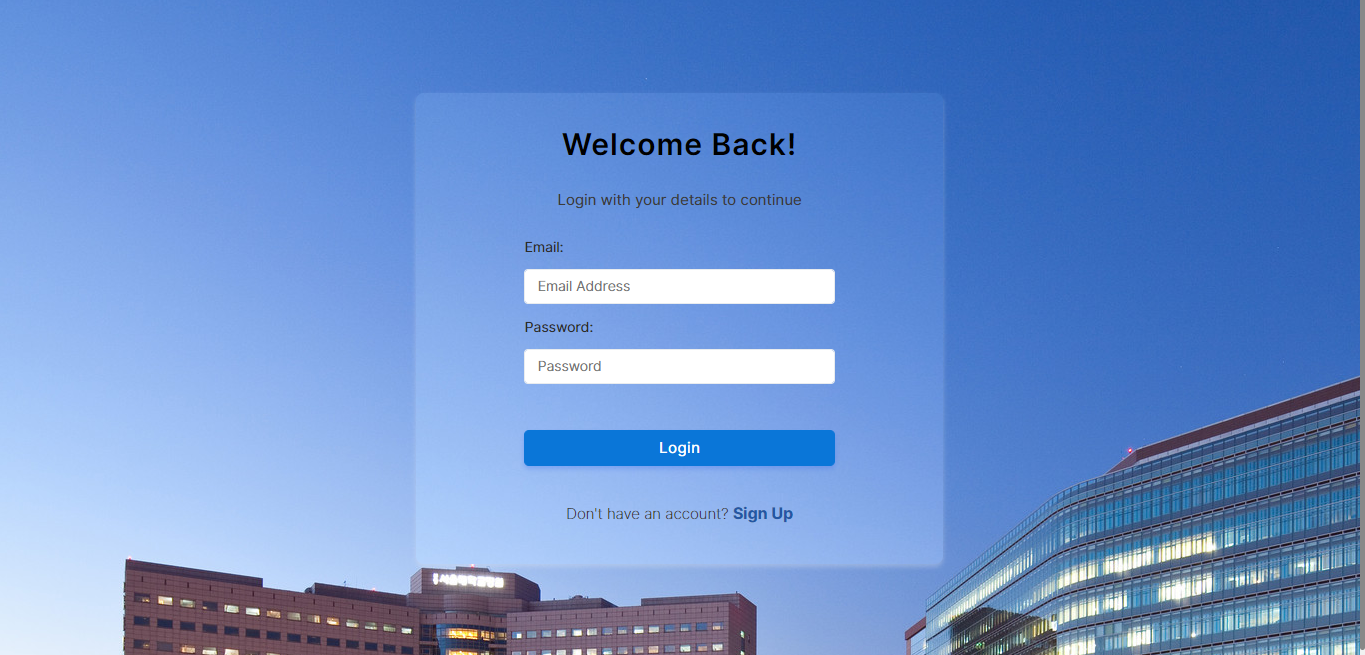 Welcome Back!
Login with your details to continue
Email:
Email Address
Password:
Password
Login
Don't have an account? Sign Up